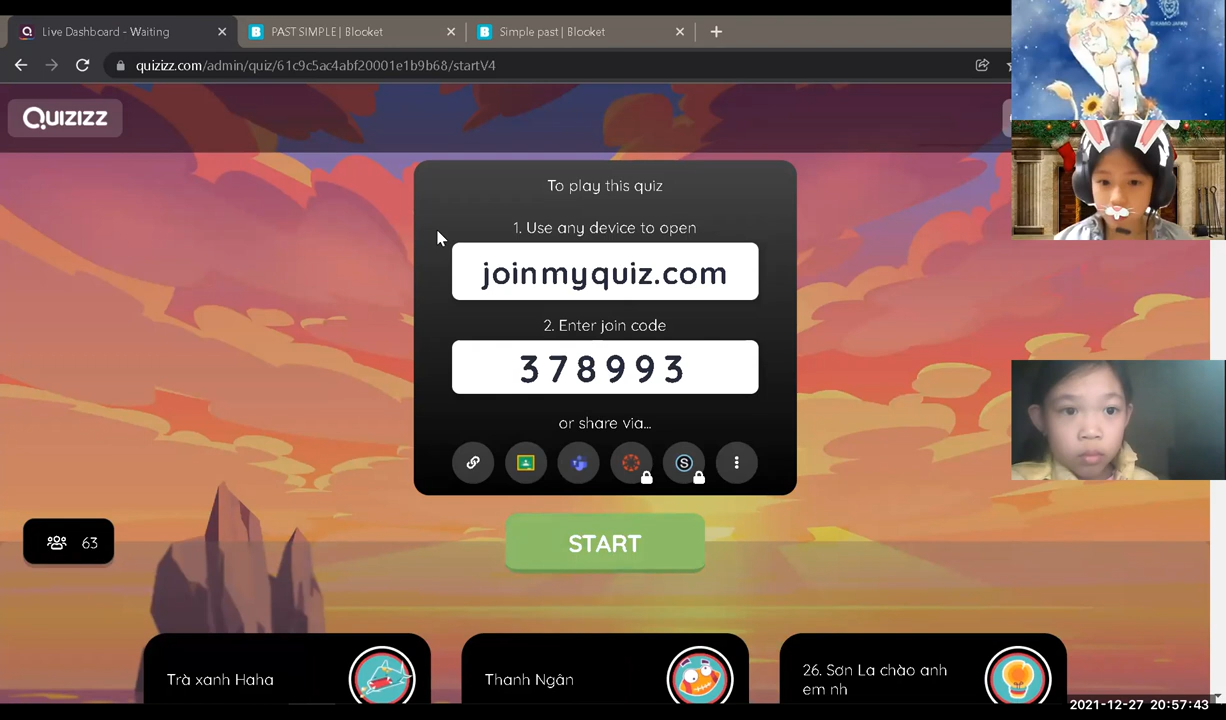 Live Dashboard - Waiting
PAST SIMPLE | Blooket
Simple past | Blooket
quizizz.com/admin/quiz/61c9c5ac4abf20001e1b9b68/startV4
QUIZIZZ
To play this quiz
1. Use any device to open
joinmyquiz.com
2. Enter join code
378993
or share via...
63
START
Trà xanh Haha
Thanh Ngân
26. Sơn La chào anh
em nh
2021-12-27 20:57:43